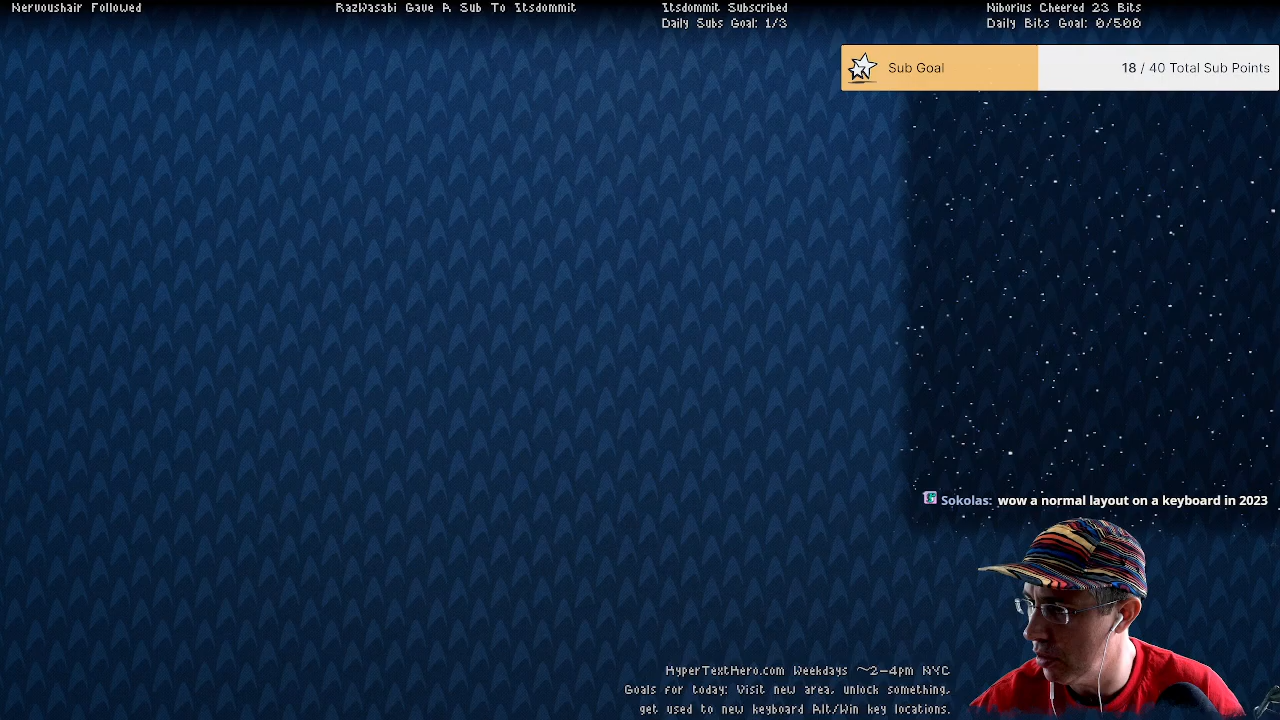 Nervoushair Followed
RazWasabi Gave A Sub To Itsdommit
Itsdommit Subscribed
Daily Subs Goal: 1/3
Niborius Cheered 23 Bits
Daily Bits Goal: 0/500
Sub Goal
18 / 40 Total Sub Points
Sokolas: wow a normal layout on a keyboard in 2023
HyperTextHero.com Weekdays ~2-4pm NYC
Goals for today: Visit new area, unlock something,
get used to new keyboard Alt/Win key locations.